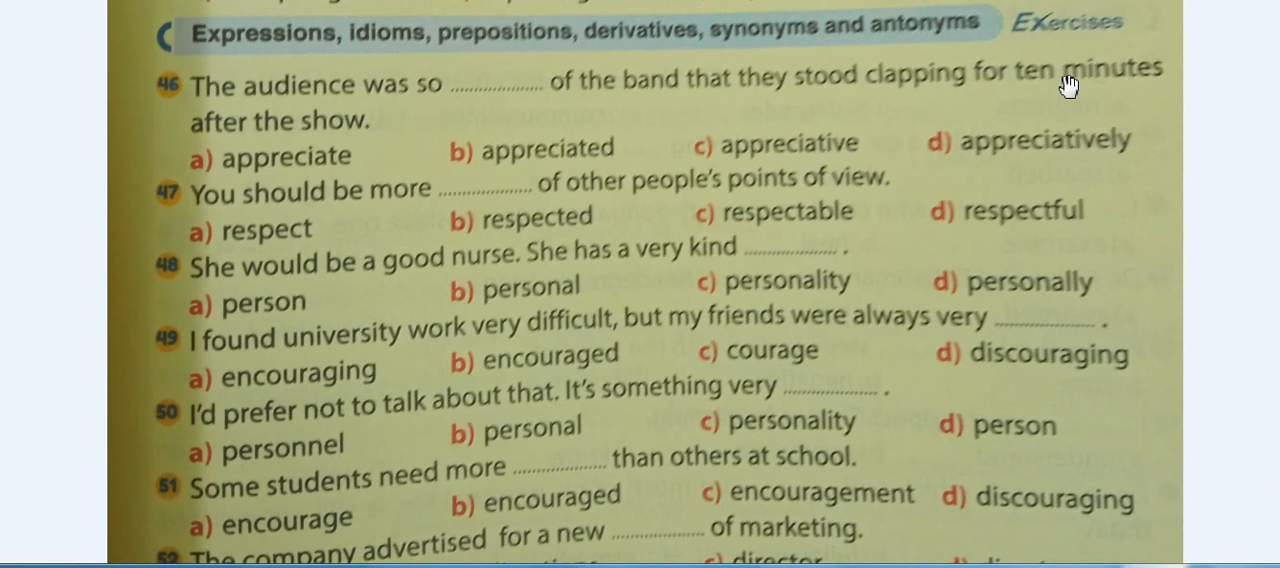 Expressions, idioms, prepositions, derivatives, synonyms and antonyms Exercises
46 The audience was so .................... of the band that they stood clapping for ten minutes
after the show.
a) appreciate b) appreciated c) appreciative d) appreciatively
47 You should be more .................... of other people's points of view.
a) respect b) respected c) respectable d) respectful
48 She would be a good nurse. She has a very kind .................... .
a) person b) personal c) personality d) personally
49 I found university work very difficult, but my friends were always very .................... .
a) encouraging b) encouraged c) courage d) discouraging
50 I'd prefer not to talk about that. It's something very .................... .
a) personnel b) personal c) personality d) person
51 Some students need more .................... than others at school.
a) encourage b) encouraged c) encouragement d) discouraging
52 The company advertised for a new .................... of marketing.
c) director